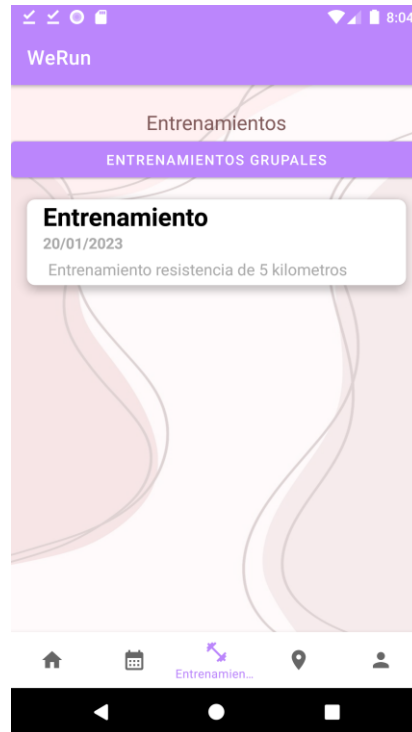 8:04
WeRun
Entrenamientos
ENTRENAMIENTOS GRUPALES
Entrenamiento
20/01/2023
Entrenamiento resistencia de 5 kilometros
Entrenamien...